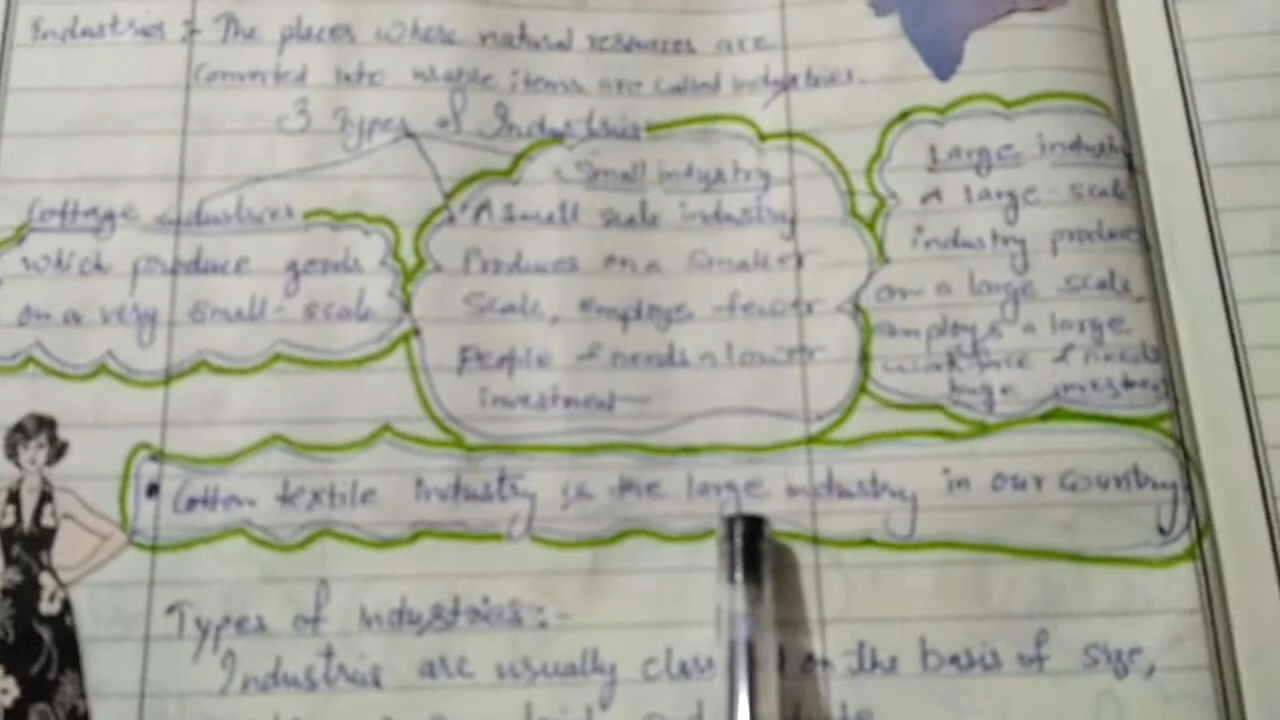 Industries :- The places where natural resources are
converted into usable items are called industries.
3 Types of Industries
Cottage industries
which produce goods
on a very small-scale
Small industry
A small scale industry
Produces on a smaller
scale, employs fewer
people & needs a lower
investment
Large industry
A large scale
industry produces
on a large scale,
employs a large
workforce & needs
huge investment
• Cotton textile industry is the large industry in our country
Types of industries:-
Industries are usually on the basis of size,